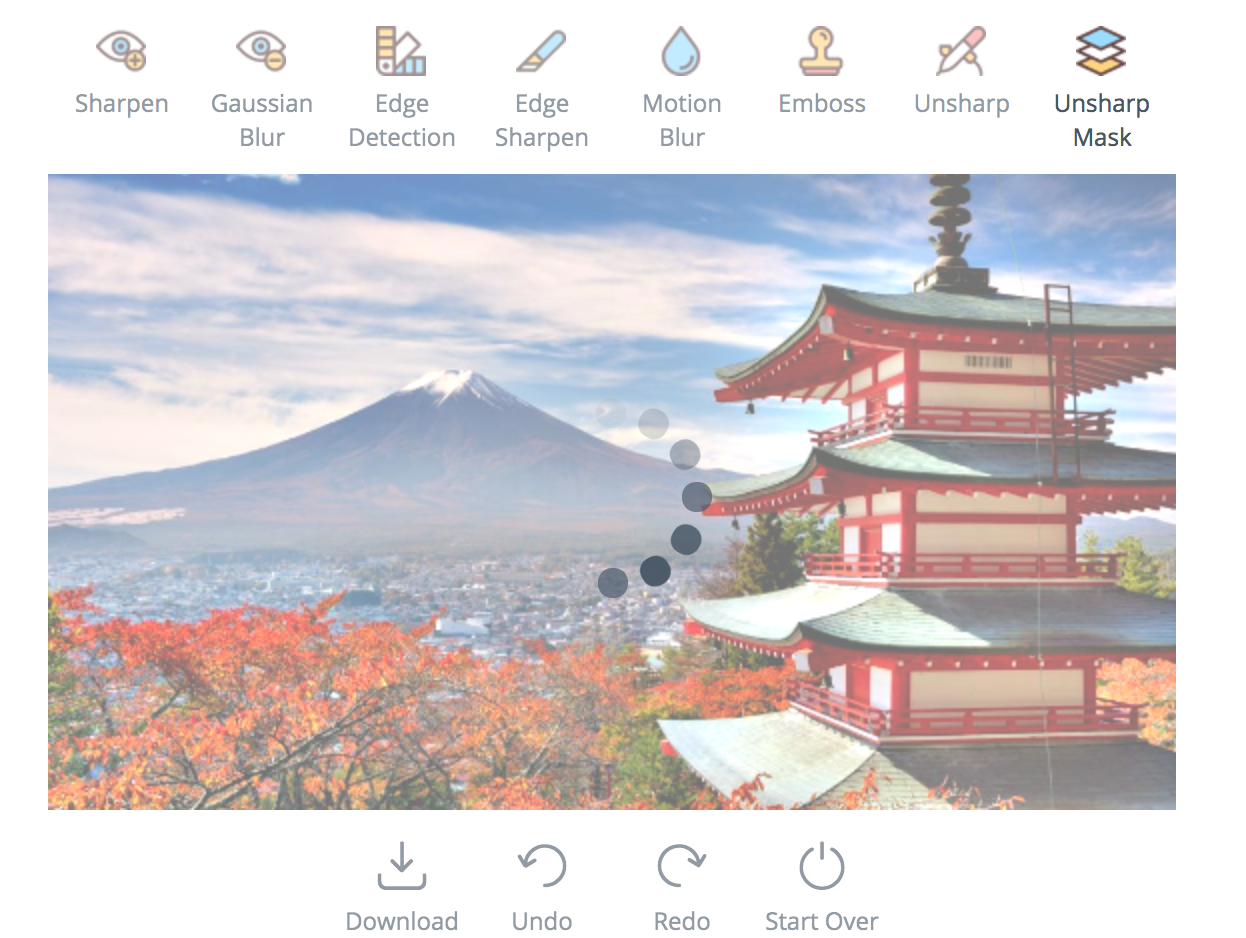 Sharpen
Gaussian
Blur
Edge
Detection
Edge
Sharpen
Motion
Blur
Emboss
Unsharp
Unsharp
Mask
Download
Undo
Redo
Start Over